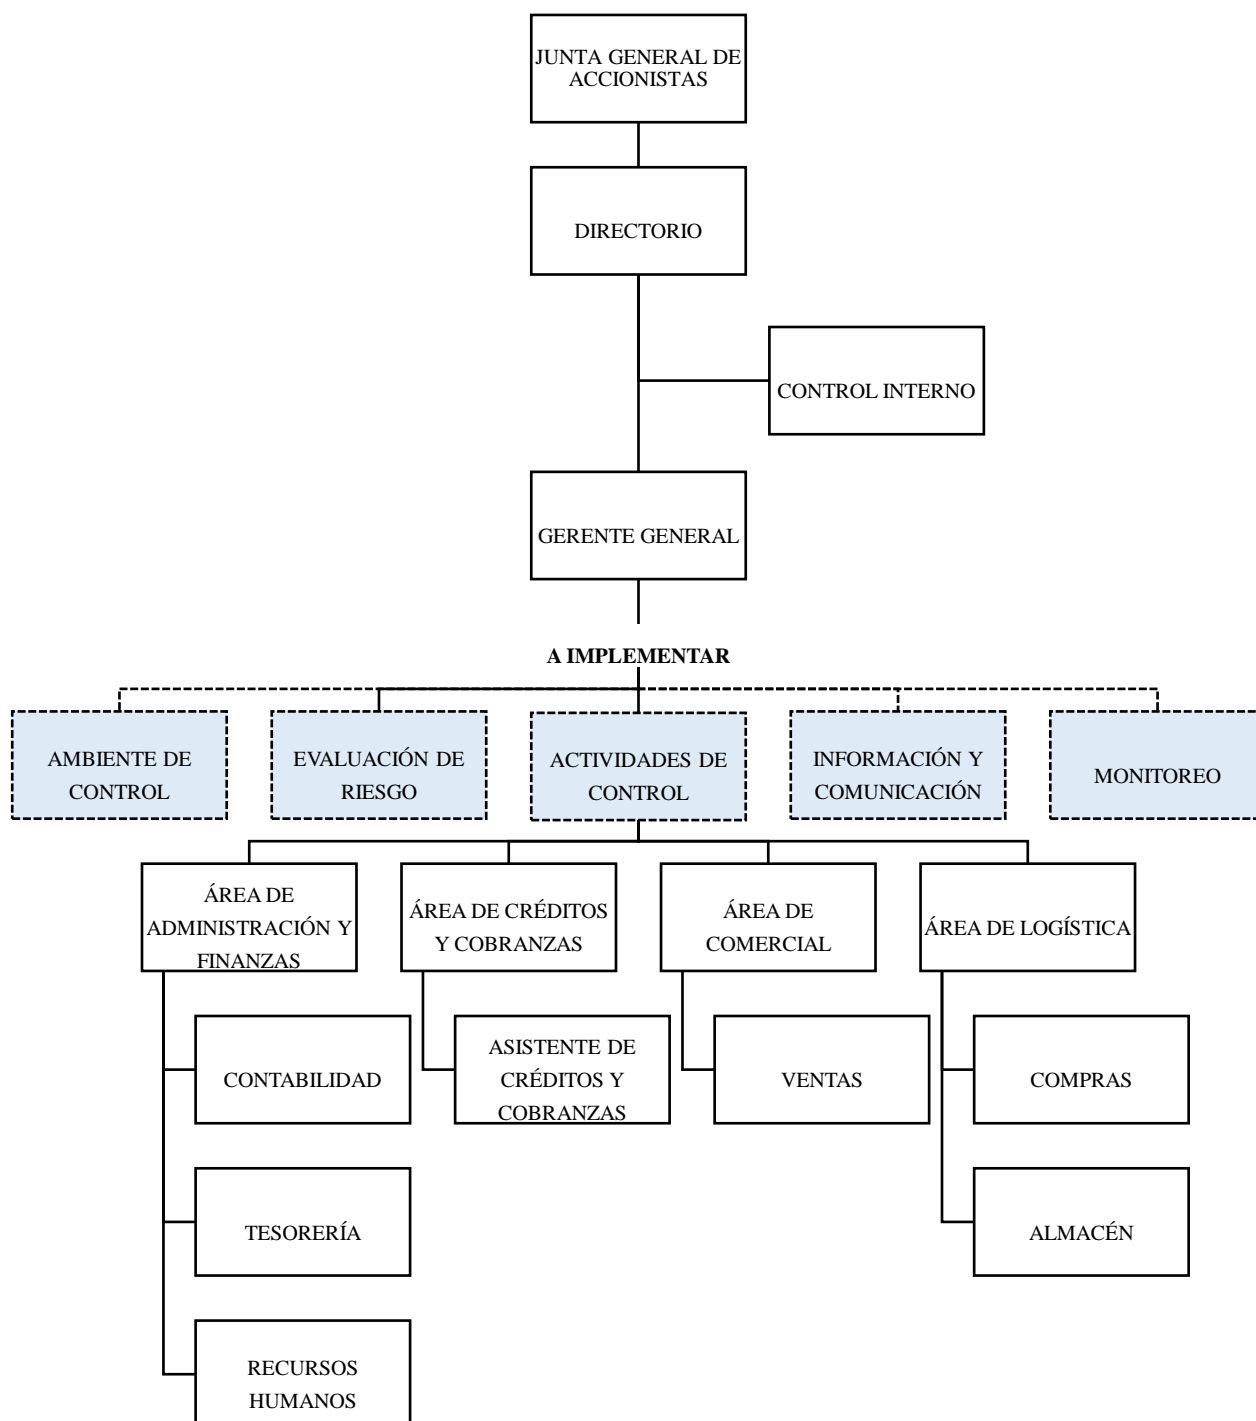 JUNTA GENERAL DE
ACCIONISTAS
DIRECTORIO
CONTROL INTERNO
GERENTE GENERAL
A IMPLEMENTAR
AMBIENTE DE
CONTROL
EVALUACIÓN DE
RIESGO
ACTIVIDADES DE
CONTROL
INFORMACIÓN Y
COMUNICACIÓN
MONITOREO
ÁREA DE
ADMINISTRACIÓN Y
FINANZAS
ÁREA DE CRÉDITOS
Y COBRANZAS
ÁREA DE
COMERCIAL
ÁREA DE LOGÍSTICA
CONTABILIDAD
ASISTENTE DE
CRÉDITOS Y
COBRANZAS
VENTAS
COMPRAS
TESORERÍA
ALMACÉN
RECURSOS
HUMANOS